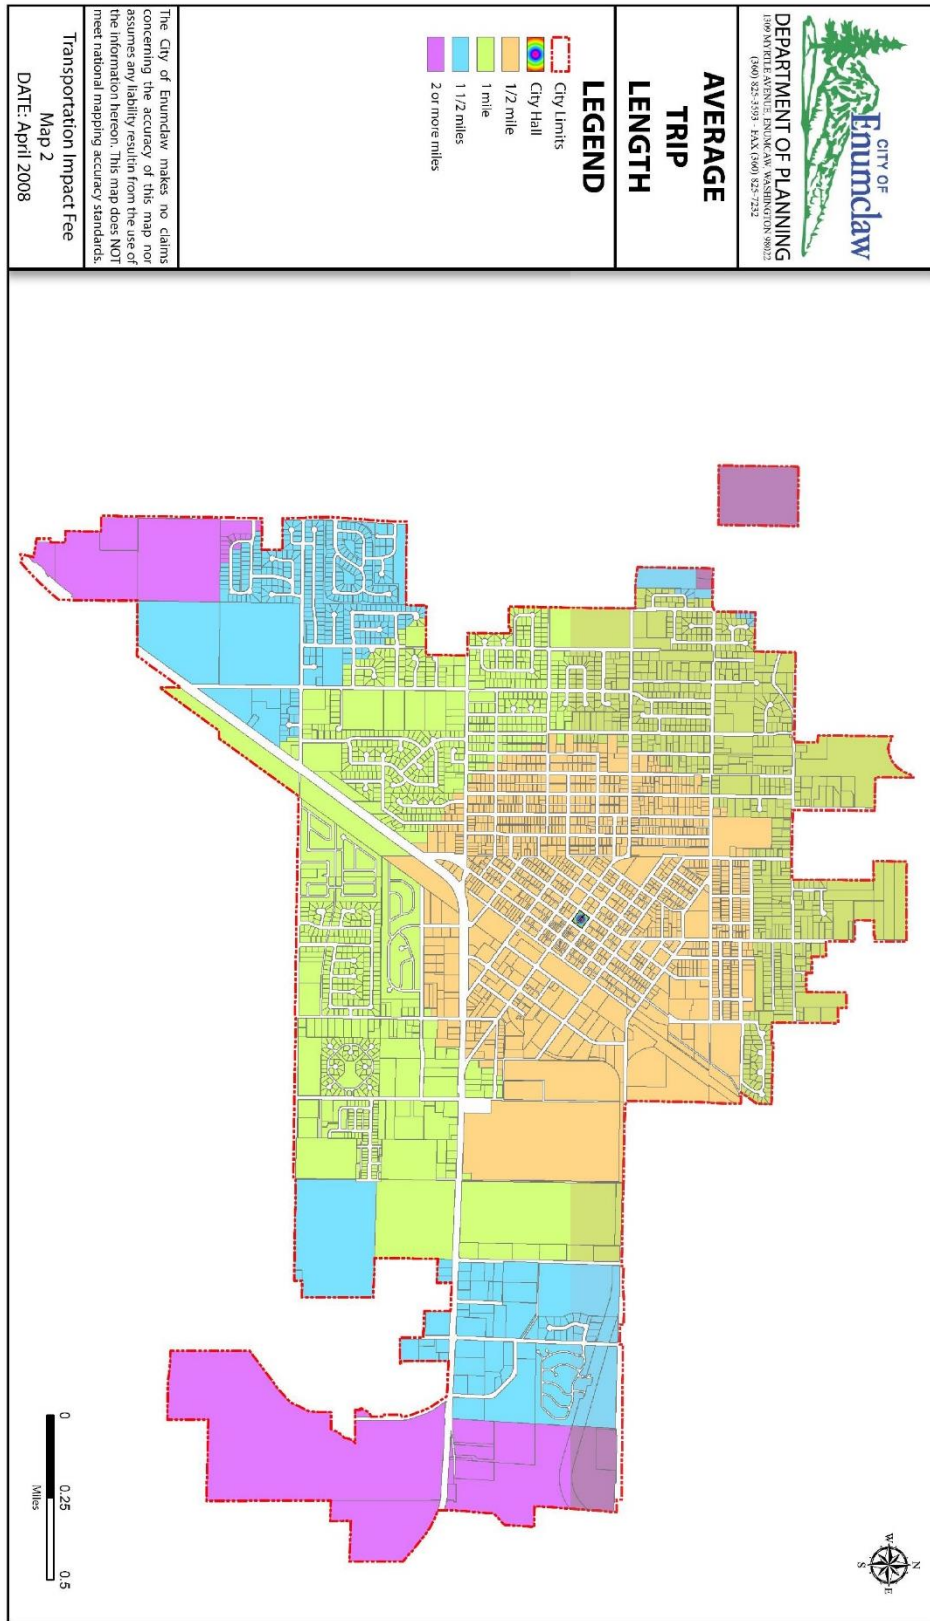 CITY OF
Enumclaw
DEPARTMENT OF PLANNING
1309 MYRTLE AVENUE, ENUMCAW, WASHINGTON 98022
(360) 825-3593 - FAX (360) 825-7232
AVERAGE
TRIP
LENGTH
LEGEND
City Limits
City Hall
1/2 mile
1 mile
1 1/2 miles
2 or more miles
The City of Enumclaw makes no claims
concerning the accuracy of this map nor
assumes any liability resultin from the use of
the information hereon. This map does NOT
meet national mapping accuracy standards.
Transportation Impact Fee
Map 2
DATE: April 2008
N
W
E
S
0 0.25 0.5
Miles